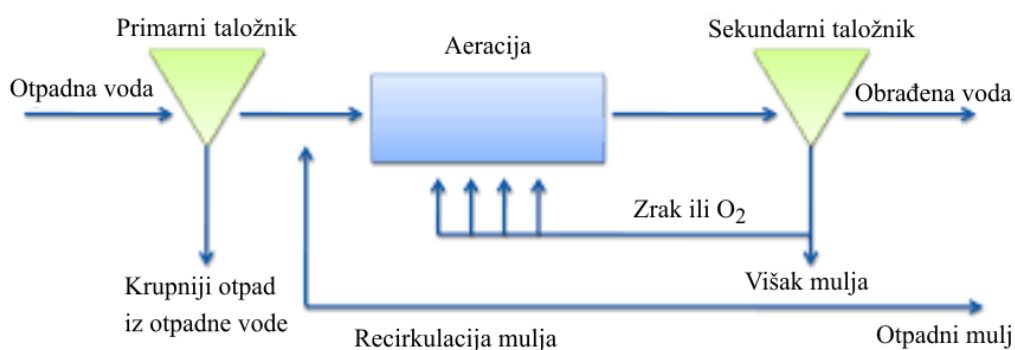 Primarni taložnik
Aeracija
Sekundarni taložnik
Otpadna voda
Obrađena voda
Zrak ili O2
Krupniji otpad
iz otpadne vode
Višak mulja
Recirkulacija mulja
Otpadni mulj